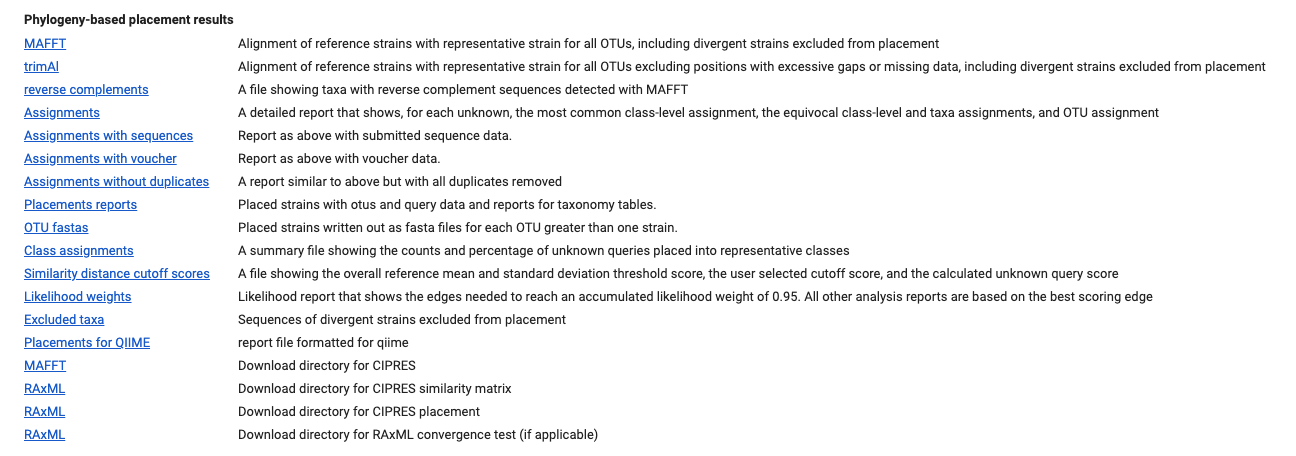 Phylogeny-based placement results
MAFFT Alignment of reference strains with representative strain for all OTUs, including divergent strains excluded from placement
trimAl Alignment of reference strains with representative strain for all OTUs excluding positions with excessive gaps or missing data, including divergent strains excluded from placement
reverse complements A file showing taxa with reverse complement sequences detected with MAFFT
Assignments A detailed report that shows, for each unknown, the most common class-level assignment, the equivocal class-level and taxa assignments, and OTU assignment
Assignments with sequences Report as above with submitted sequence data.
Assignments with voucher Report as above with voucher data.
Assignments without duplicates A report similar to above but with all duplicates removed
Placements reports Placed strains with otus and query data and reports for taxonomy tables.
OTU fastas Placed strains written out as fasta files for each OTU greater than one strain.
Class assignments A summary file showing the counts and percentage of unknown queries placed into representative classes
Similarity distance cutoff scores A file showing the overall reference mean and standard deviation threshold score, the user selected cutoff score, and the calculated unknown query score
Likelihood weights Likelihood report that shows the edges needed to reach an accumulated likelihood weight of 0.95. All other analysis reports are based on the best scoring edge
Excluded taxa Sequences of divergent strains excluded from placement
Placements for QIIME report file formatted for qiime
MAFFT Download directory for CIPRES
RAxML Download directory for CIPRES similarity matrix
RAxML Download directory for CIPRES placement
RAxML Download directory for RAxML convergence test (if applicable)